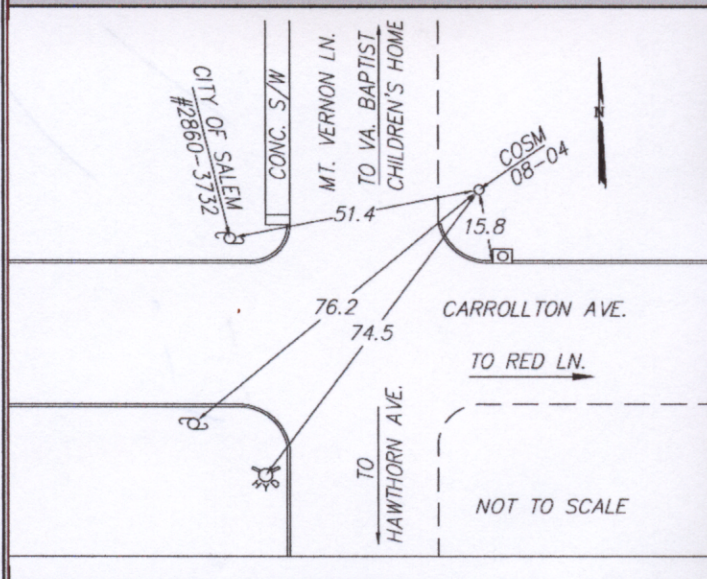 CITY OF SALEM
#2860-3732
CONC. S/W
MT. VERNON LN.
TO VA. BAPTIST
CHILDREN'S HOME
N
COSM
08-04
51.4
15.8
76.2
74.5
CARROLLTON AVE.
TO RED LN.
TO
HAWTHORN AVE.
NOT TO SCALE